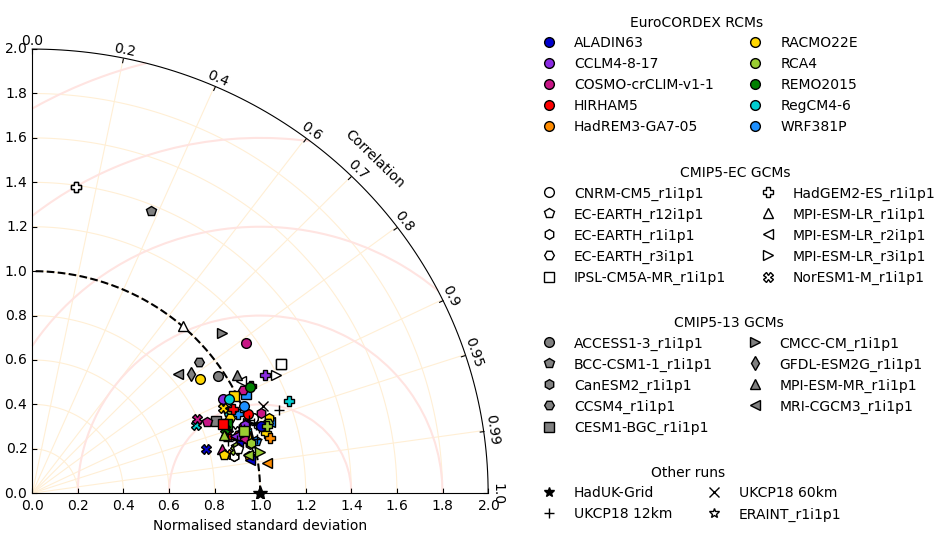 0.0
0.2
0.4
0.6
Correlation
0.7
0.8
0.9
0.95
0.99
1.0
2.0
1.8
1.6
1.4
1.2
1.0
0.8
0.6
0.4
0.2
0.0
0.0 0.2 0.4 0.6 0.8 1.0 1.2 1.4 1.6 1.8 2.0
Normalised standard deviation
EuroCORDEX RCMs
ALADIN63 RACMO22E
CCLM4-8-17 RCA4
COSMO-crCLIM-v1-1 REMO2015
HIRHAM5 RegCM4-6
HadREM3-GA7-05 WRF381P
CMIP5-EC GCMs
CNRM-CM5_r1i1p1 HadGEM2-ES_r1i1p1
EC-EARTH_r12i1p1 MPI-ESM-LR_r1i1p1
EC-EARTH_r1i1p1 MPI-ESM-LR_r2i1p1
EC-EARTH_r3i1p1 MPI-ESM-LR_r3i1p1
IPSL-CM5A-MR_r1i1p1 NorESM1-M_r1i1p1
CMIP5-13 GCMs
ACCESS1-3_r1i1p1 CMCC-CM_r1i1p1
BCC-CSM1-1_r1i1p1 GFDL-ESM2G_r1i1p1
CanESM2_r1i1p1 MPI-ESM-MR_r1i1p1
CCSM4_r1i1p1 MRI-CGCM3_r1i1p1
CESM1-BGC_r1i1p1
Other runs
HadUK-Grid UKCP18 60km
UKCP18 12km ERAINT_r1i1p1